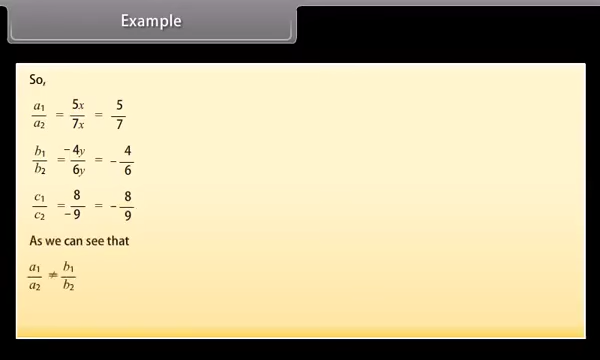 Example
So,
a₁/a₂ = 5x/7x = 5/7
b₁/b₂ = -4y/6y = -4/6
c₁/c₂ = 8/-9 = -8/9
As we can see that
a₁/a₂ ≠ b₁/b₂